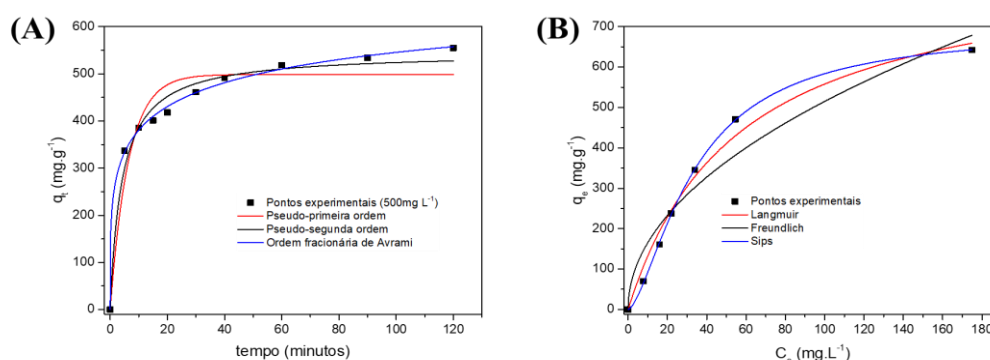 (A)
600
500
400
300
200
100
0
qt (mg.g-1)
Pontos experimentais (500mg L-1)
Pseudo-primeira ordem
Pseudo-segunda ordem
Ordem fracionária de Avrami
0 20 40 60 80 100 120
tempo (minutos)
(B)
700
600
500
400
300
200
100
0
qe (mg.g-1)
Pontos experimentais
Langmuir
Freundlich
Sips
0 20 40 60 80 100 120 140 160 180
Ce (mg.L-1)